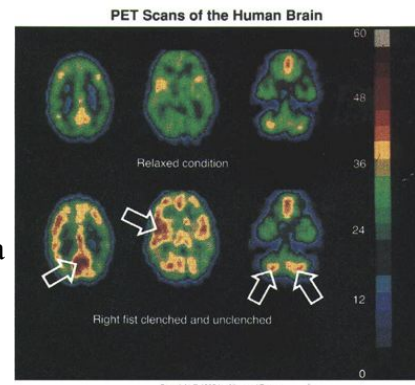 PET Scans of the Human Brain
60
48
36
24
12
0
Relaxed condition
Right fist clenched and unclenched
a